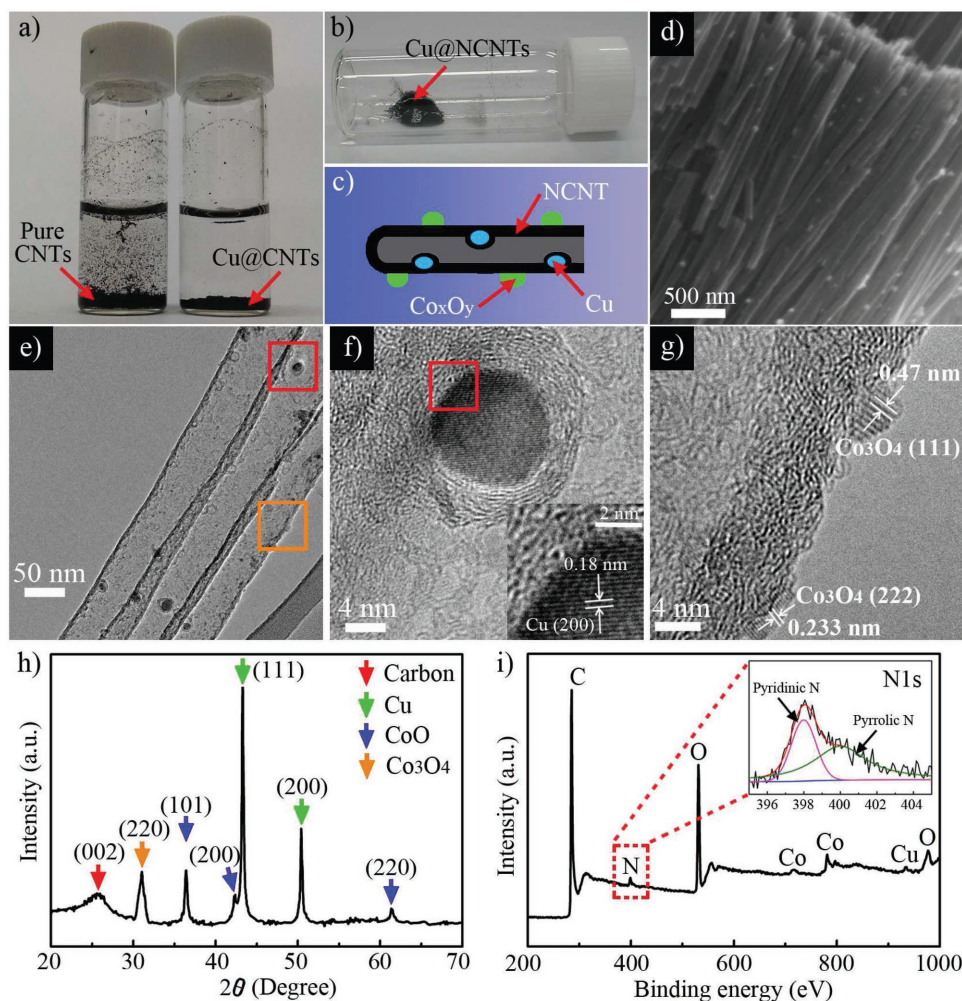 a)
Pure
CNTs
Cu@CNTs
b)
Cu@NCNTs
c)
NCNT
CoxOy
Cu
d)
500 nm
e)
50 nm
f)
2 nm
0.18 nm
Cu (200)
4 nm
g)
0.47 nm
Co3O4 (111)
Co3O4 (222)
0.233 nm
4 nm
h)
(111)
Carbon
Cu
CoO
Co3O4
(002)
(220)
(101)
(200)
(200)
(220)
Intensity (a.u.)
20 30 40 50 60 70
2θ (Degree)
i)
C
O
N
Co
Co
Cu
O
N1s
Pyridinic N
Pyrrolic N
396 398 400 402 404
Intensity (a.u.)
200 400 600 800 1000
Binding energy (eV)